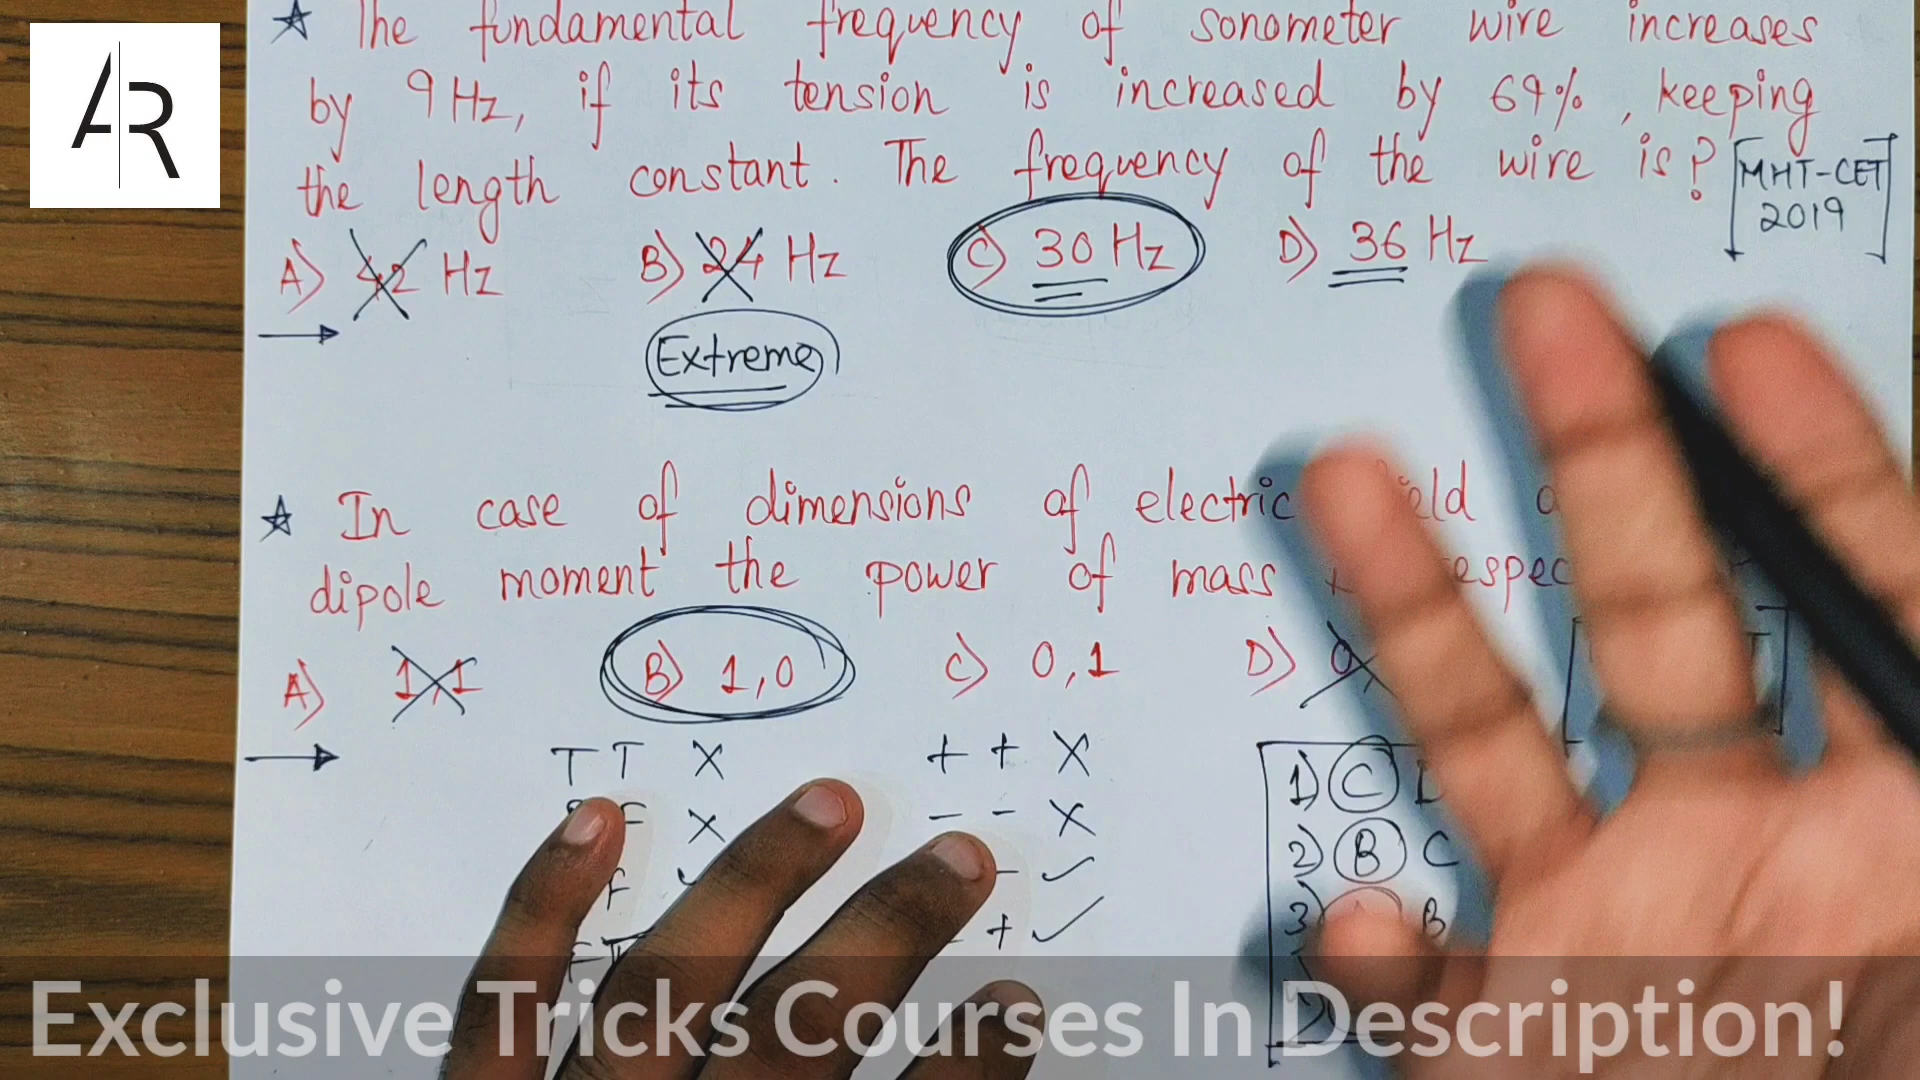 AR
The fundamental frequency of sonometer wire increases
by 9 Hz, if its tension is increased by 69%, keeping
the length constant. The frequency of the wire is?
[MHT-CET
2019]
A) 42 Hz B) 24 Hz C) 30 Hz D) 36 Hz
Extreme
In case of dimensions of electric
dipole moment the power of mass
A) 1,1 B) 1,0 C) 0,1 D) 0
T T X + + X
F X - - X
F ✓ - ✓
+ ✓
1) C
2) B C
3) B
Exclusive Tricks Courses In Description!